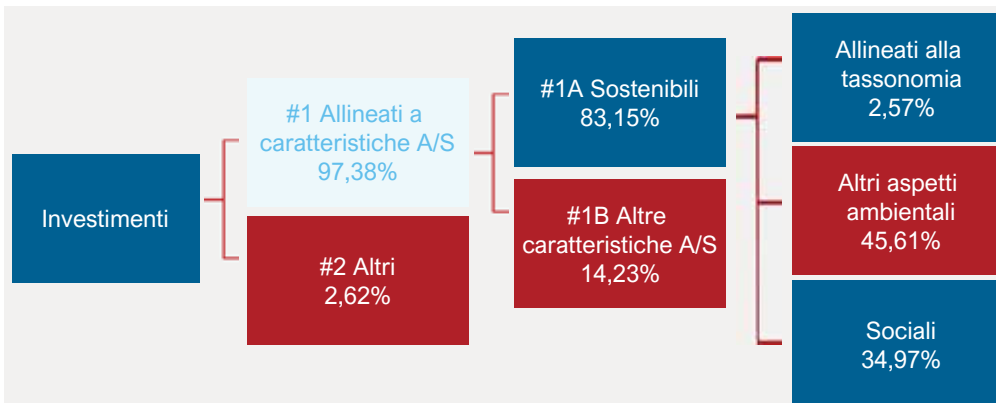 Investimenti
#1 Allineati a
caratteristiche A/S
97,38%
#2 Altri
2,62%
#1A Sostenibili
83,15%
#1B Altre
caratteristiche A/S
14,23%
Allineati alla
tassonomia
2,57%
Altri aspetti
ambientali
45,61%
Sociali
34,97%